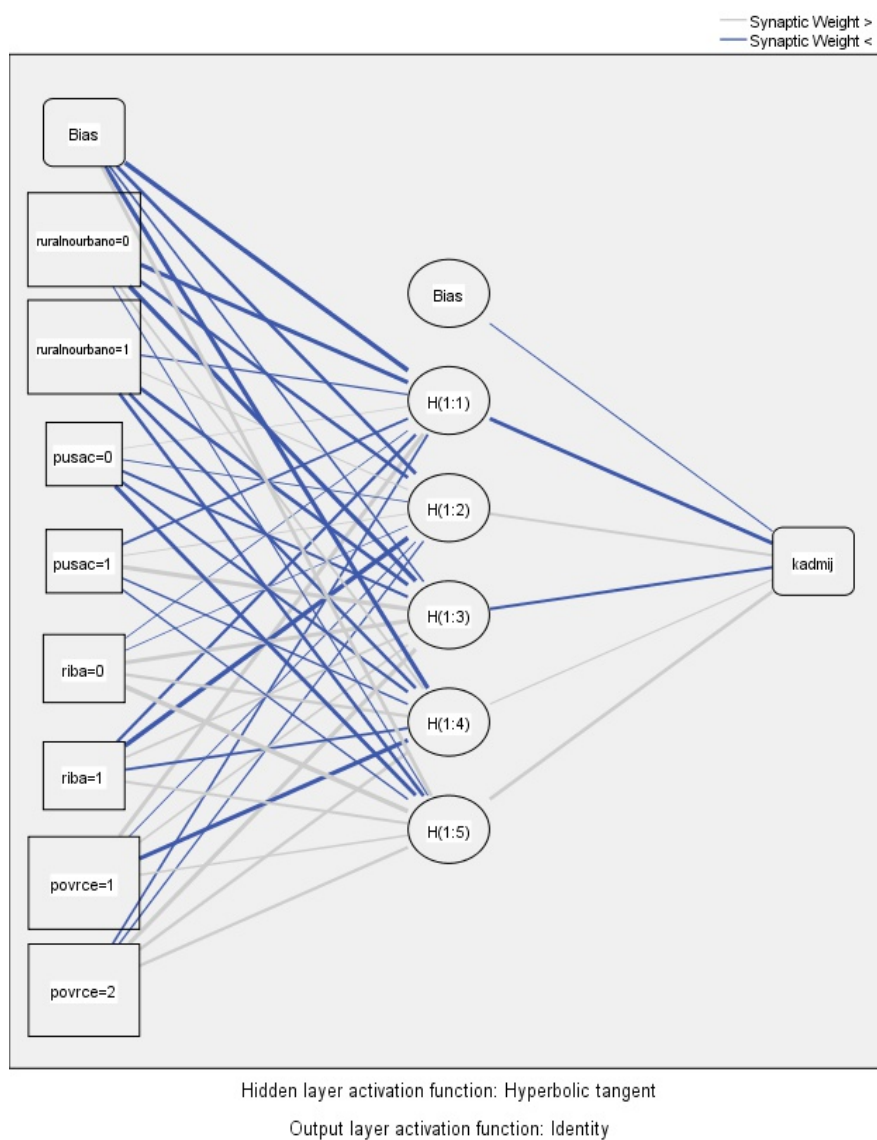 Synaptic Weight >
Synaptic Weight <
Bias
ruralnourbano=0
ruralnourbano=1
pusac=0
pusac=1
riba=0
riba=1
povrce=1
povrce=2
Bias
H(1:1)
H(1:2)
H(1:3)
H(1:4)
H(1:5)
kadmij
Hidden layer activation function: Hyperbolic tangent
Output layer activation function: Identity